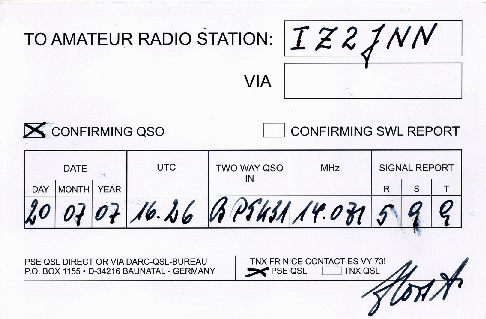 TO AMATEUR RADIO STATION: IZ2JNN
VIA
CONFIRMING QSO CONFIRMING SWL REPORT
DATE UTC TWO WAY QSO IN MHz SIGNAL REPORT
DAY MONTH YEAR R S T
20 07 07 16.26 BPSK31 14.071 5 9 9
PSE QSL DIRECT OR VIA DARC-QSL-BUREAU
P.O. BOX 1155 • D-34216 BAUNATAL - GERMANY
TNX FR NICE CONTACT ES VY 73!
PSE QSL TNX QSL